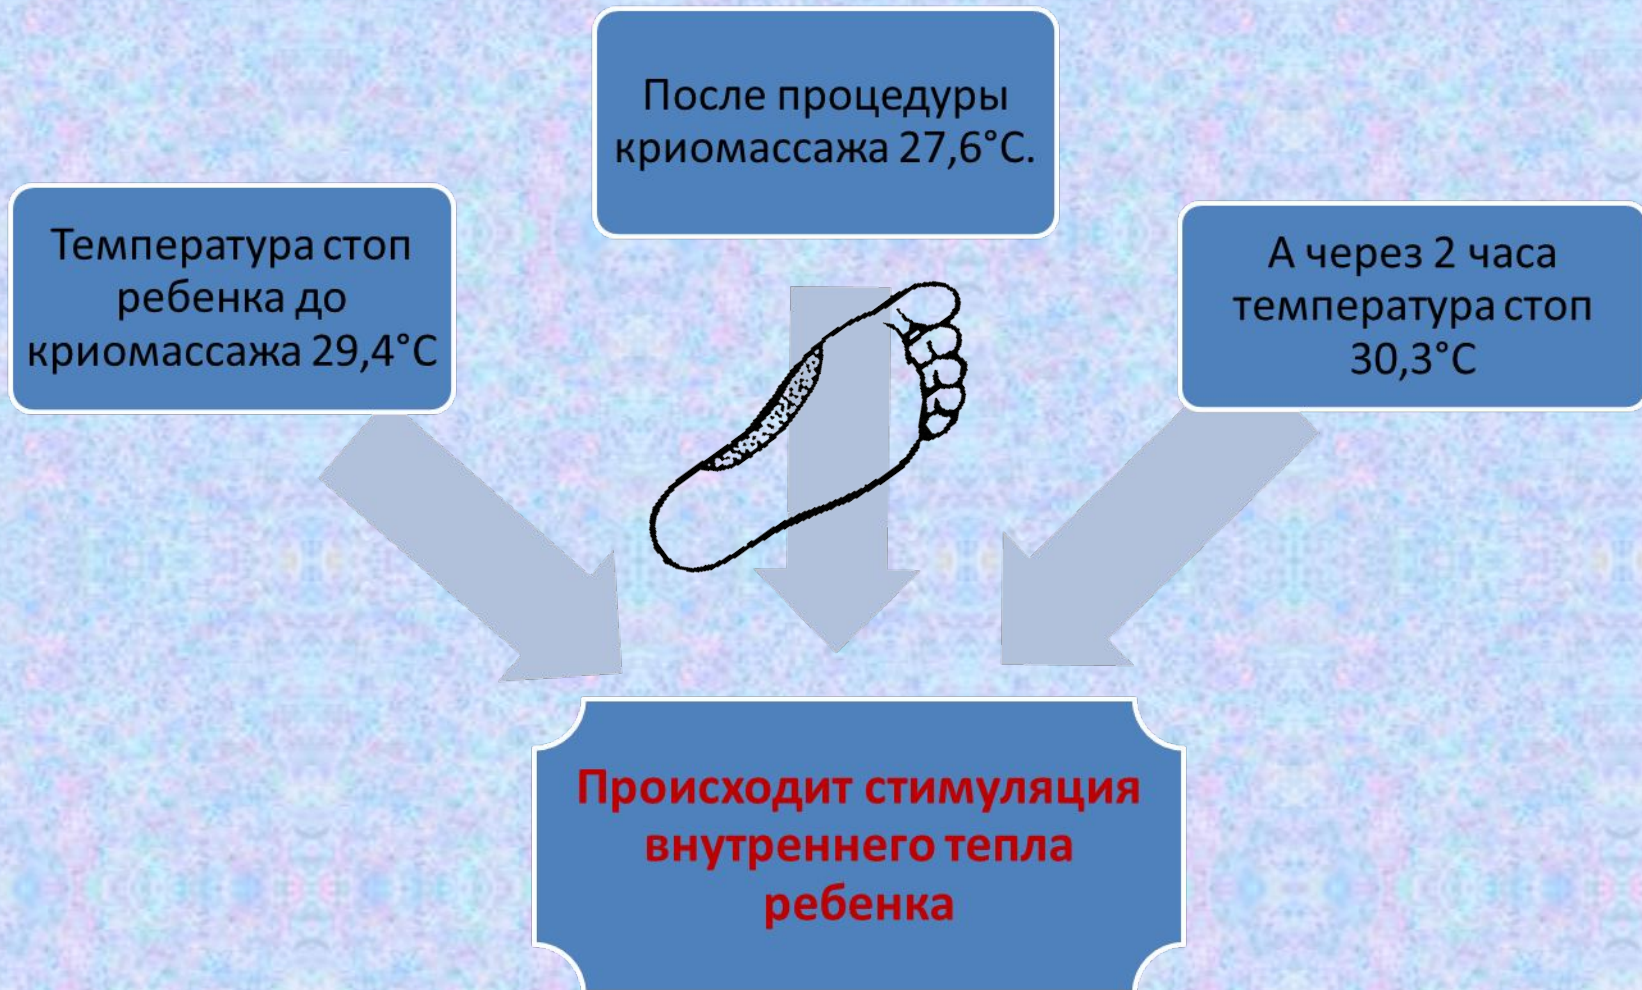 Температура стоп
ребенка до
криомассажа 29,4°С
После процедуры
криомассажа 27,6°С.
А через 2 часа
температура стоп
30,3°С
Происходит стимуляция
внутреннего тепла
ребенка